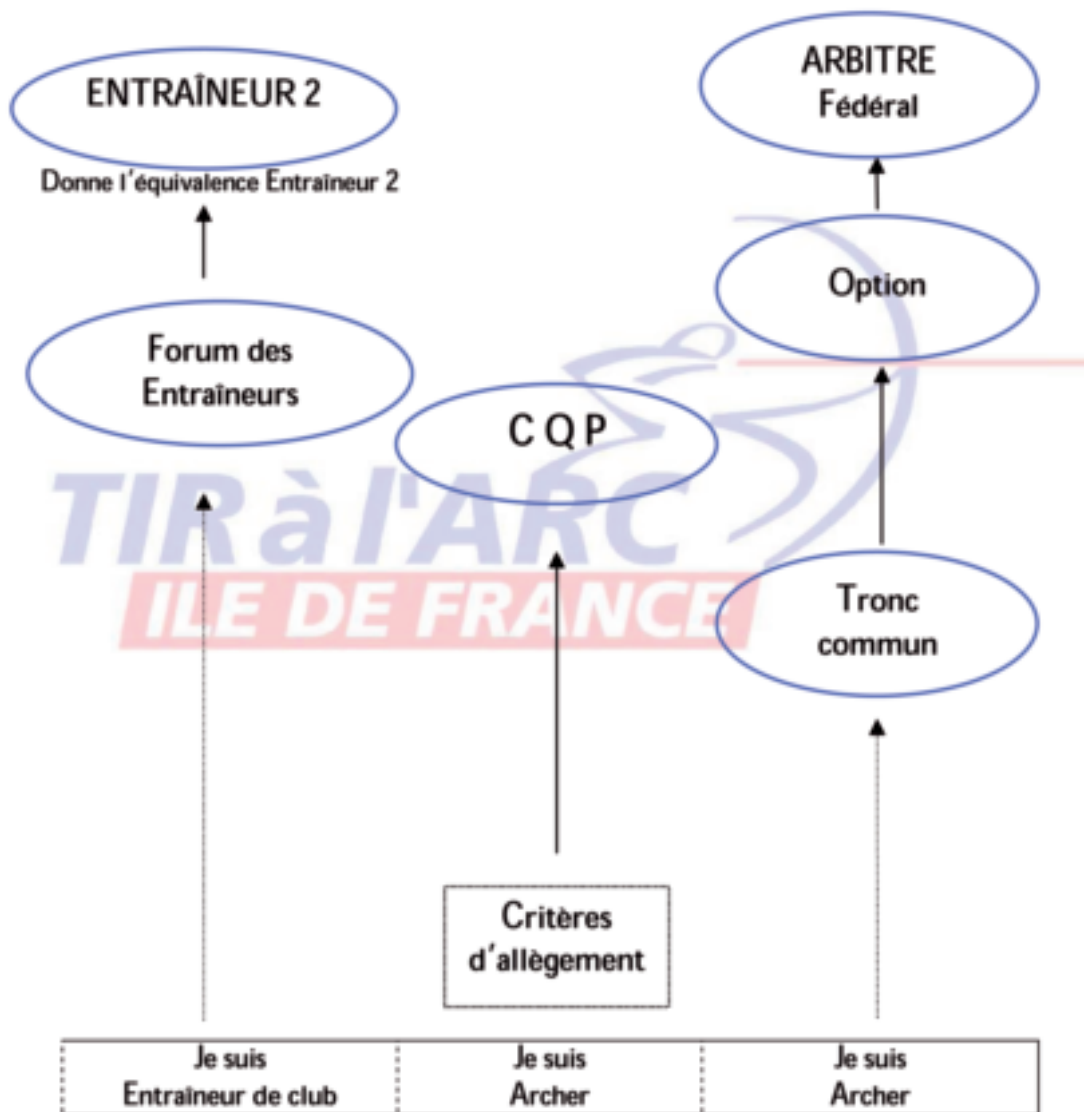 ENTRAÎNEUR 2
Donne l'équivalence Entraîneur 2
ARBITRE
Fédéral
Option
Forum des
Entraîneurs
C Q P
TIR à l'ARC
ILE DE FRANCE
Tronc
commun
Critères
d'allègement
Je suis
Entraîneur de club
Je suis
Archer
Je suis
Archer